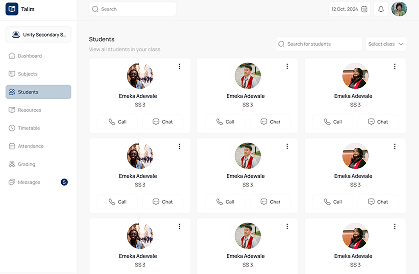 Talim
Search
12 Oct, 2024
Unity Secondary S...
Dashboard
Subjects
Students
Resources
Timetable
Attendance
Grading
Messages
Students
View all students in your class
Search for students
Select class
Emeka Adewale
SS 3
Call
Chat
Emeka Adewale
SS 3
Call
Chat
Emeka Adewale
SS 3
Call
Chat
Emeka Adewale
SS 3
Call
Chat
Emeka Adewale
SS 3
Call
Chat
Emeka Adewale
SS 3
Call
Chat
Emeka Adewale
SS 3
Emeka Adewale
SS 3
Emeka Adewale
SS 3